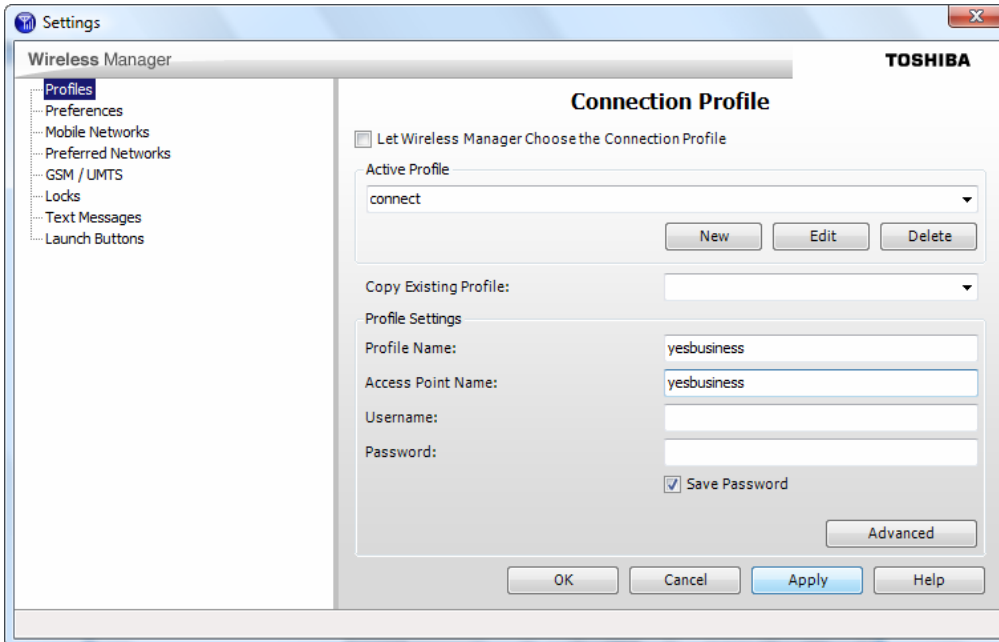 Settings
Wireless Manager
TOSHIBA
Profiles
Preferences
Mobile Networks
Preferred Networks
GSM / UMTS
Locks
Text Messages
Launch Buttons
Connection Profile
Let Wireless Manager Choose the Connection Profile
Active Profile
connect
New Edit Delete
Copy Existing Profile:
Profile Settings
Profile Name: yesbusiness
Access Point Name: yesbusiness
Username:
Password:
Save Password
Advanced
OK Cancel Apply Help